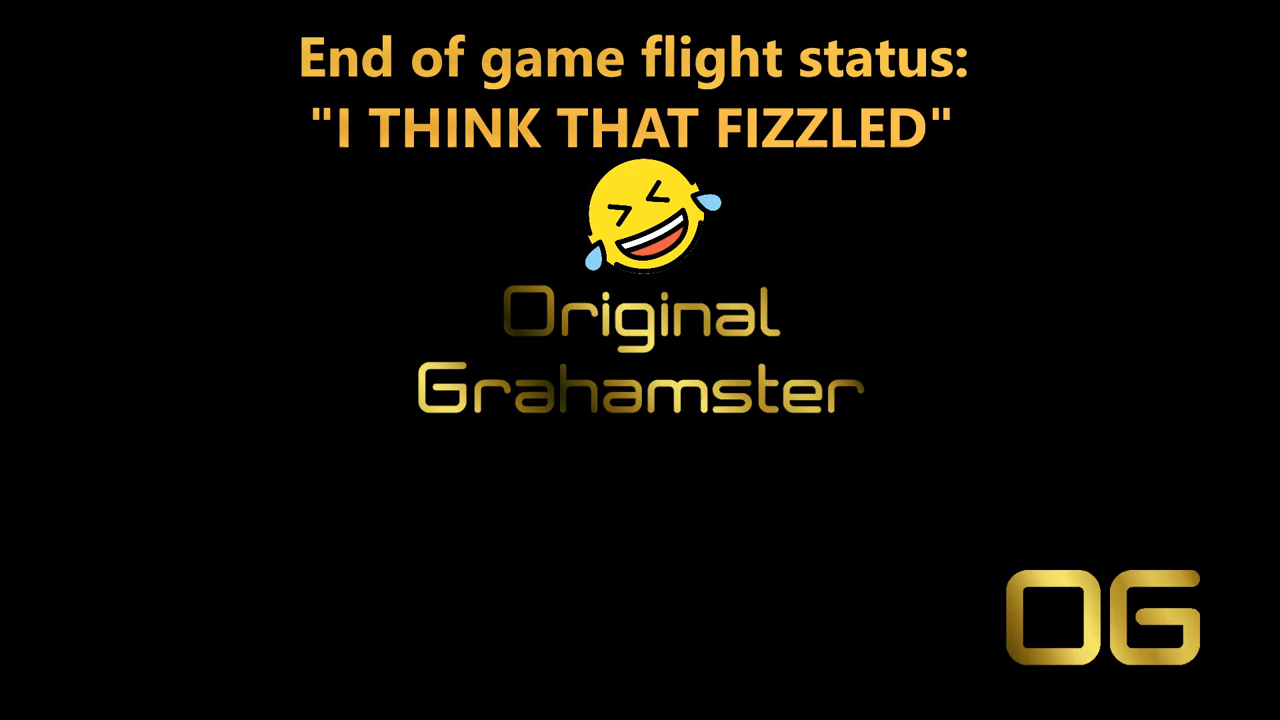 End of game flight status:
"I THINK THAT FIZZLED"
Original
Grahamster
OG